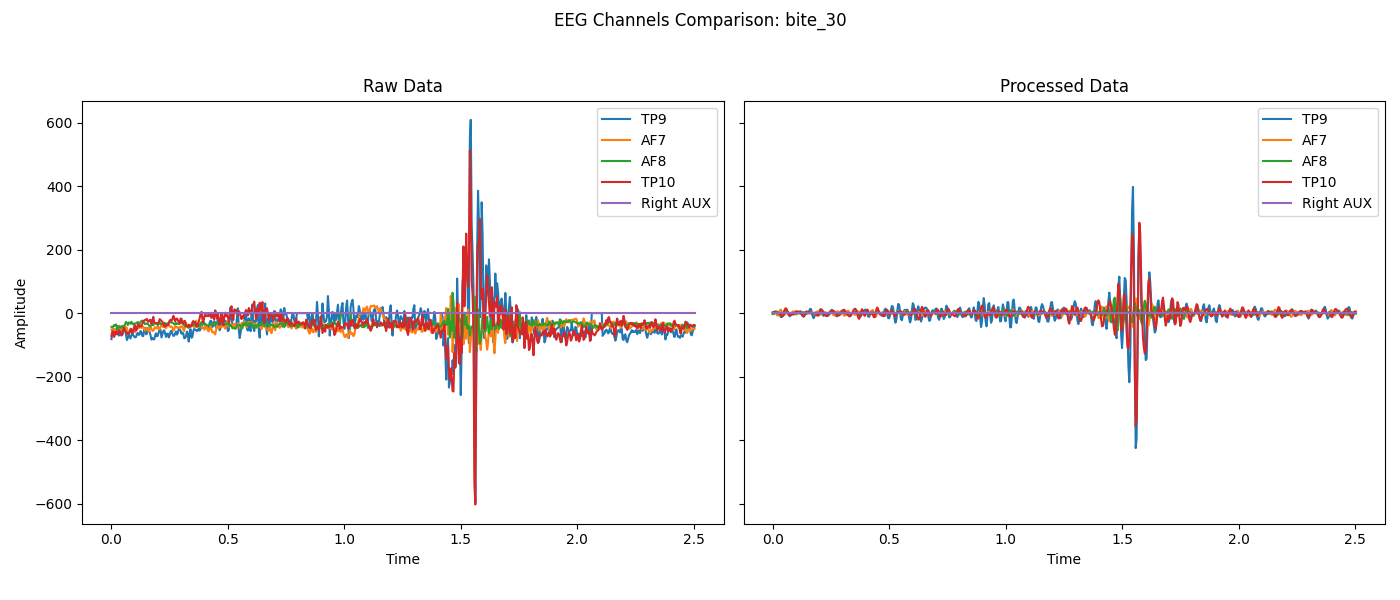 EEG Channels Comparison: bite_30
Raw Data
Processed Data
Amplitude
600
400
200
0
−200
−400
−600
TP9
AF7
AF8
TP10
Right AUX
0.0 0.5 1.0 1.5 2.0 2.5
Time
TP9
AF7
AF8
TP10
Right AUX
0.0 0.5 1.0 1.5 2.0 2.5
Time